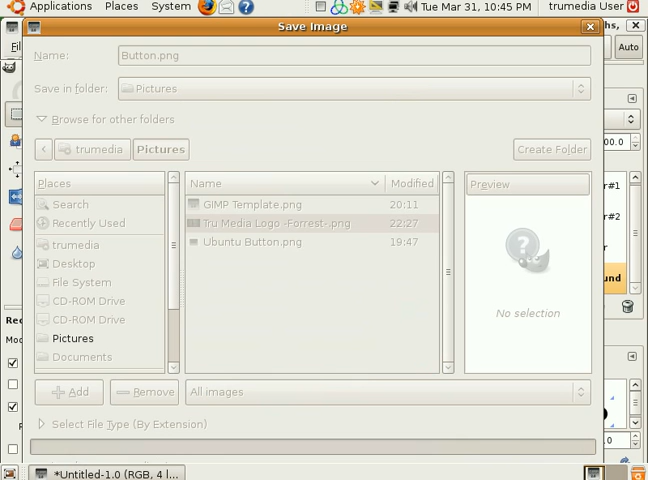 Applications Places System Tue Mar 31, 10:45 PM trumedia User
Save Image
Auto
Name: Button.png
Save in folder: Pictures
Browse for other folders
trumedia Pictures Create Folder
00.0
Places Name Modified Preview
Search GIMP Template.png 20:11
Recently Used Tru Media Logo -Forrest-.png 22:27
trumedia Ubuntu Button.png 19:47
Desktop
File System
CD-ROM Drive
CD-ROM Drive
No selection
Pictures
Documents
Add Remove All images
Select File Type (By Extension)
*Untitled-1.0 (RGB, 4 l...